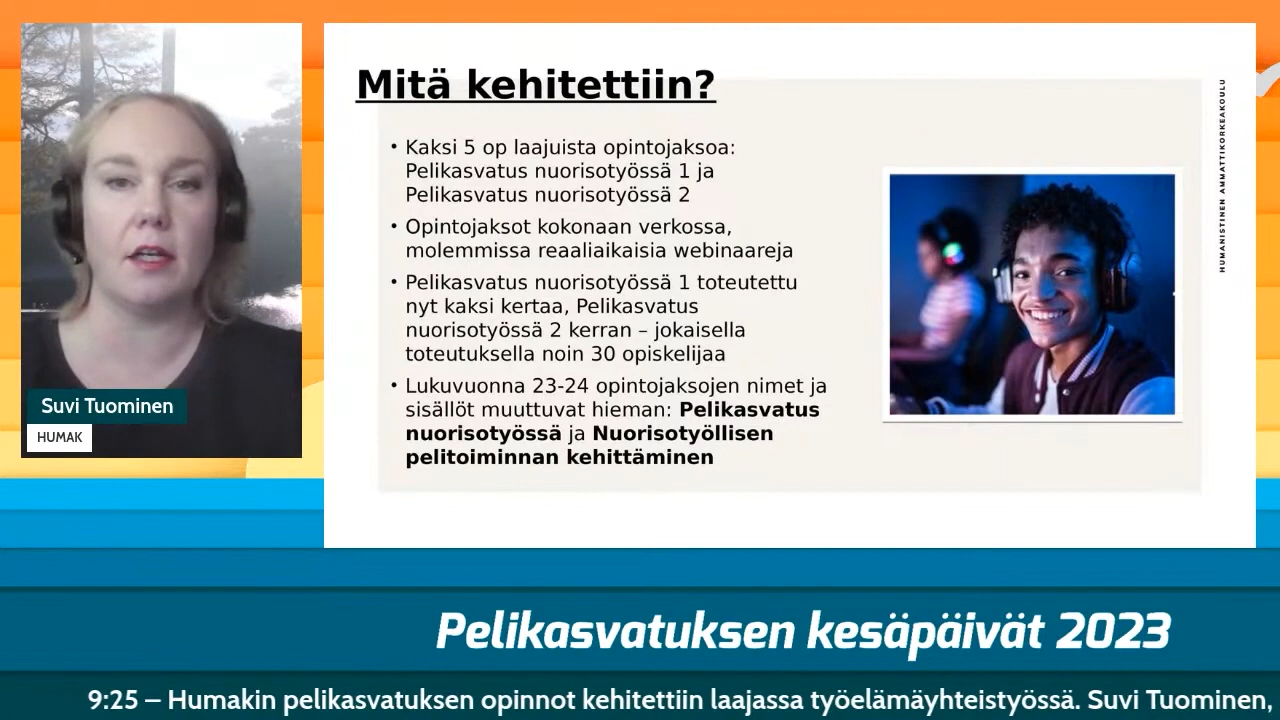 Mitä kehitettiin?
• Kaksi 5 op laajuista opintojaksoa:
Pelikasvatus nuorisotyössä 1 ja
Pelikasvatus nuorisotyössä 2
• Opintojaksot kokonaan verkossa,
molemmissa reaaliaikaisia webinaareja
• Pelikasvatus nuorisotyössä 1 toteutettu
nyt kaksi kertaa, Pelikasvatus
nuorisotyössä 2 kerran – jokaisella
toteutuksella noin 30 opiskelijaa
• Lukuvuonna 23-24 opintojaksojen nimet ja
sisällöt muuttuvat hieman: Pelikasvatus
nuorisotyössä ja Nuorisotyöllisen
pelitoiminnan kehittäminen
HUMANISTINEN AMMATTIKORKEAKOULU
Suvi Tuominen
HUMAK
Pelikasvatuksen kesäpäivät 2023
9:25 – Humakin pelikasvatuksen opinnot kehitettiin laajassa työelämäyhteistyössä. Suvi Tuominen,